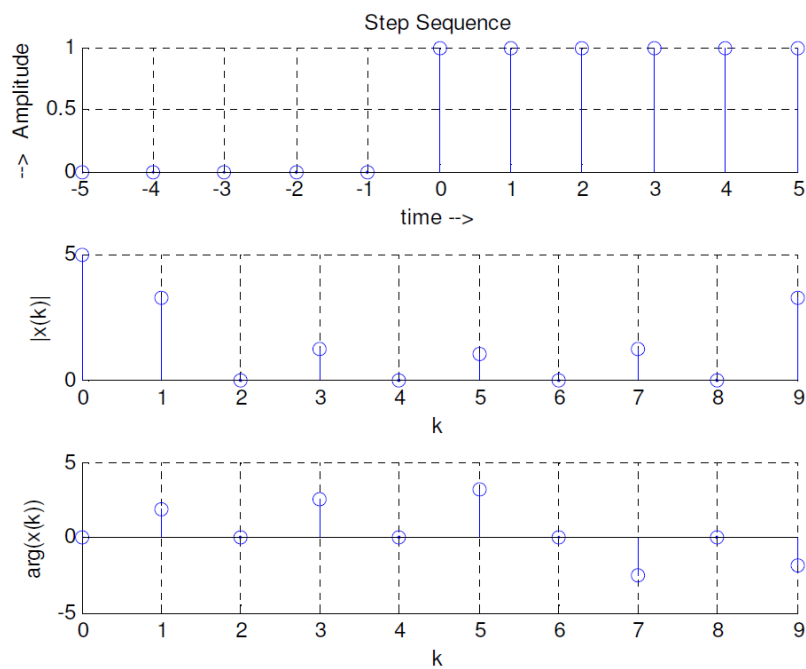 Step Sequence
--> Amplitude
1
0.5
0
-5 -4 -3 -2 -1 0 1 2 3 4 5
time -->
|x(k)|
5
0
0 1 2 3 4 5 6 7 8 9
k
arg(x(k))
5
0
-5
0 1 2 3 4 5 6 7 8 9
k